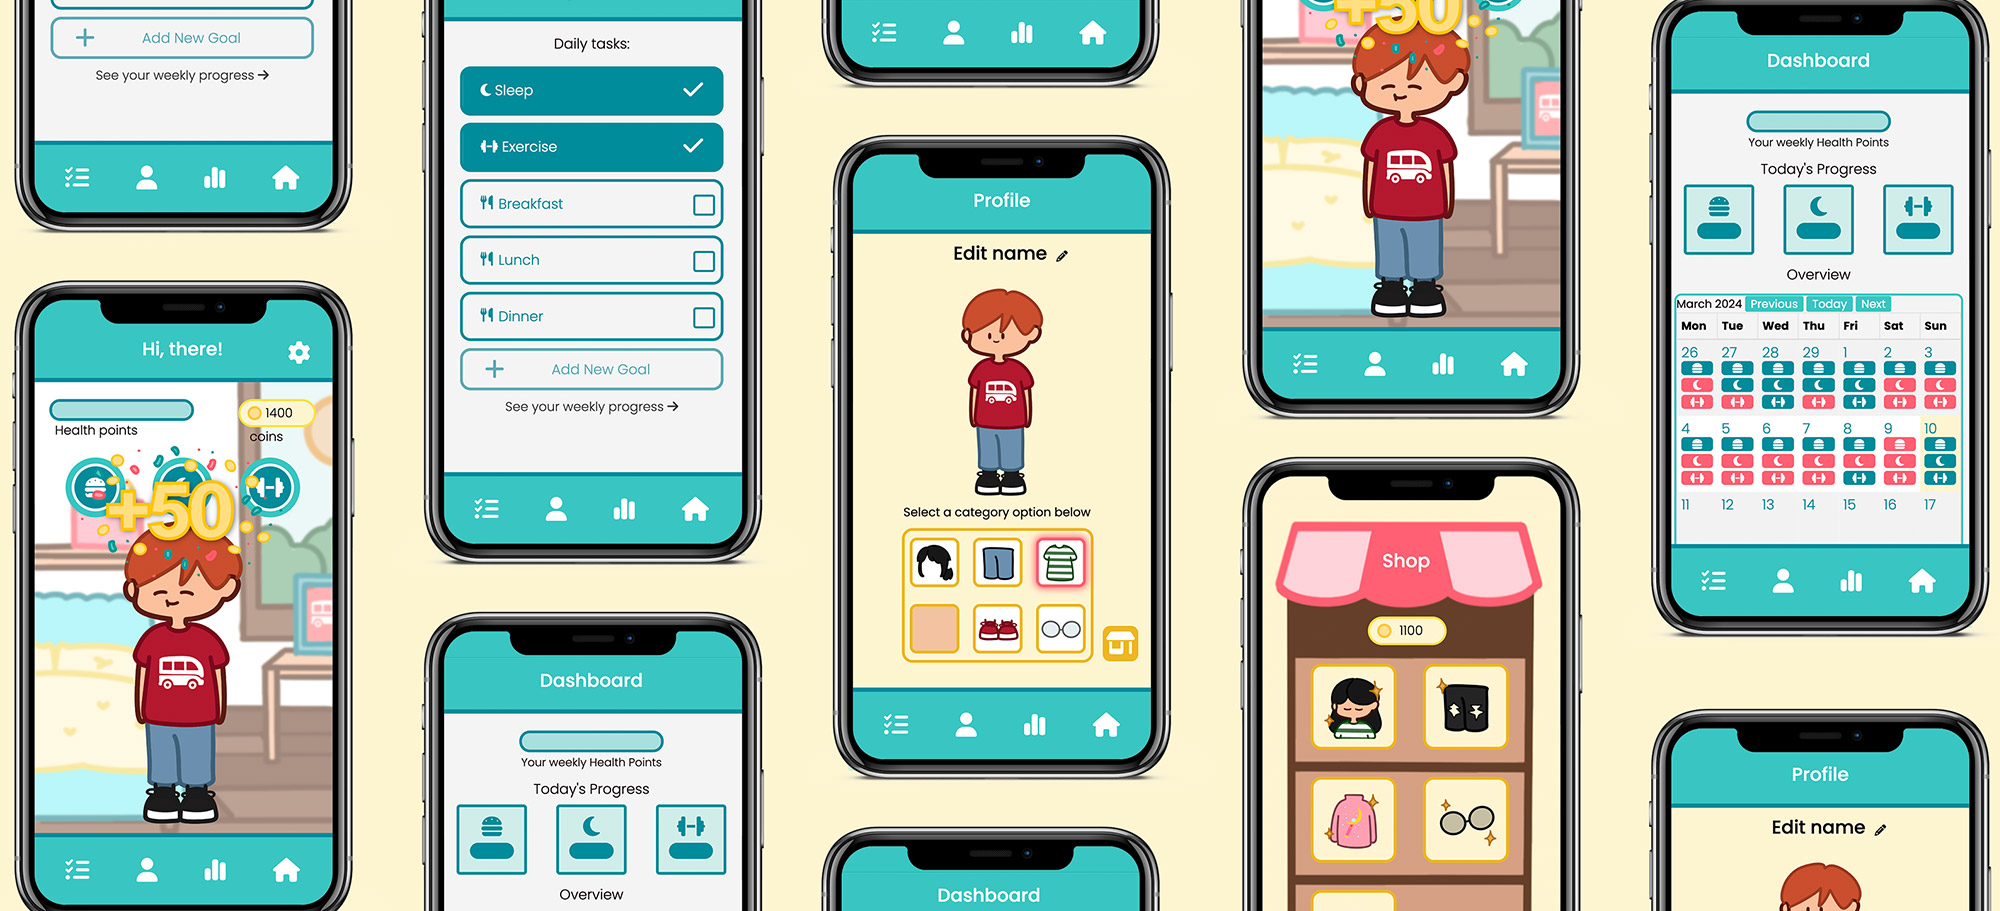 Add New Goal
See your weekly progress →
Hi, there!
1400
Health points
coins
+50
Daily tasks:
Sleep
Exercise
Breakfast
Lunch
Dinner
Add New Goal
See your weekly progress →
Dashboard
Your weekly Health Points
Today's Progress
Overview
Profile
Edit name
Select a category option below
Dashboard
+50
Shop
1100
Dashboard
Your weekly Health Points
Today's Progress
Overview
March 2024 Previous Today Next
Mon Tue Wed Thu Fri Sat Sun
26 27 28 29 1 2 3
4 5 6 7 8 9 10
11 12 13 14 15 16 17
Profile
Edit name